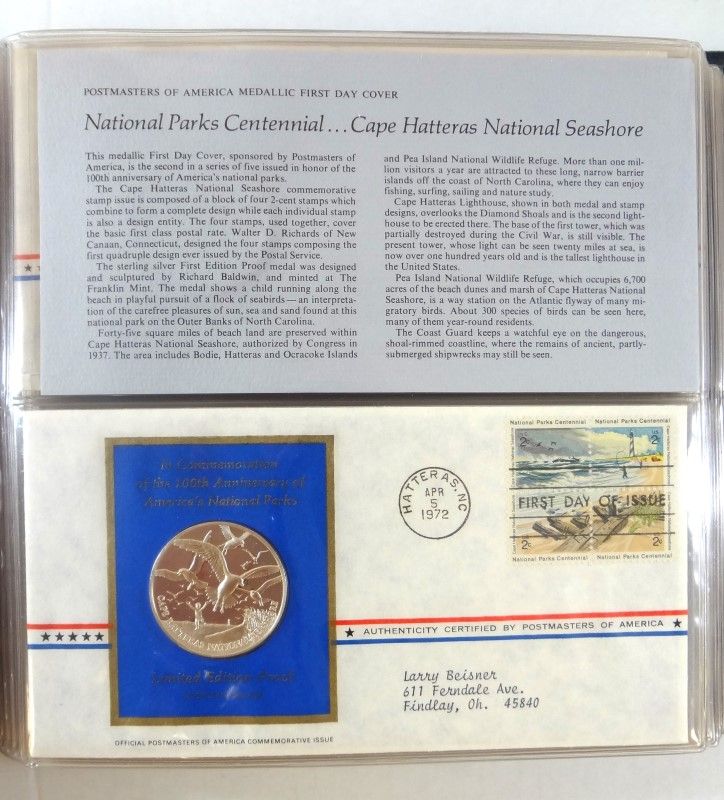 POSTMASTERS OF AMERICA MEDALLIC FIRST DAY COVER
National Parks Centennial... Cape Hatteras National Seashore
This medallic First Day Cover, sponsored by Postmasters of
America, is the second in a series of five issued in honor of the
100th anniversary of America's national parks.
The Cape Hatteras National Seashore commemorative
stamp issue is composed of a block of four 2-cent stamps which
combine to form a complete design while each individual stamp
is also a design entity. The four stamps, used together, cover
the basic first class postal rate. Walter D. Richards of New
Canaan, Connecticut, designed the four stamps composing the
first quadruple design ever issued by the Postal Service.
The sterling silver First Edition Proof medal was designed
and sculptured by Richard Baldwin, and minted at The
Franklin Mint. The medal shows a child running along the
beach in playful pursuit of a flock of seabirds — an interpreta-
tion of the carefree pleasures of sun, sea and sand found at this
national park on the Outer Banks of North Carolina.
Forty-five square miles of beach land are preserved within
Cape Hatteras National Seashore, authorized by Congress in
1937. The area includes Bodie, Hatteras and Ocracoke Islands
and Pea Island National Wildlife Refuge. More than one mil-
lion visitors a year are attracted to these long, narrow barrier
islands off the coast of North Carolina, where they can enjoy
fishing, surfing, sailing and nature study.
Cape Hatteras Lighthouse, shown in both medal and stamp
designs, overlooks the Diamond Shoals and is the second light-
house to be erected there. The base of the first tower, which was
partially destroyed during the Civil War, is still visible. The
present tower, whose light can be seen twenty miles at sea, is
now over one hundred years old and is the tallest lighthouse in
the United States.
Pea Island National Wildlife Refuge, which occupies 6,700
acres of the beach dunes and marsh of Cape Hatteras National
Seashore, is a way station on the Atlantic flyway of many mi-
gratory birds. About 300 species of birds can be seen here,
many of them year-round residents.
The Coast Guard keeps a watchful eye on the dangerous,
shoal-rimmed coastline, where the remains of ancient, partly-
submerged shipwrecks may still be seen.
In Commemoration
of the 100th Anniversary of
America's National Parks
CAPE HATTERAS NATIONAL SEASHORE
Limited Edition Proof
OFFICIAL POSTMASTERS OF AMERICA COMMEMORATIVE ISSUE
HATTERAS, NC
APR
5
1972
National Parks Centennial National Parks Centennial
2c US 2c
FIRST DAY OF ISSUE
2c 2c
National Parks Centennial National Parks Centennial
AUTHENTICITY CERTIFIED BY POSTMASTERS OF AMERICA
Larry Beisner
611 Ferndale Ave.
Findlay, Oh. 45840